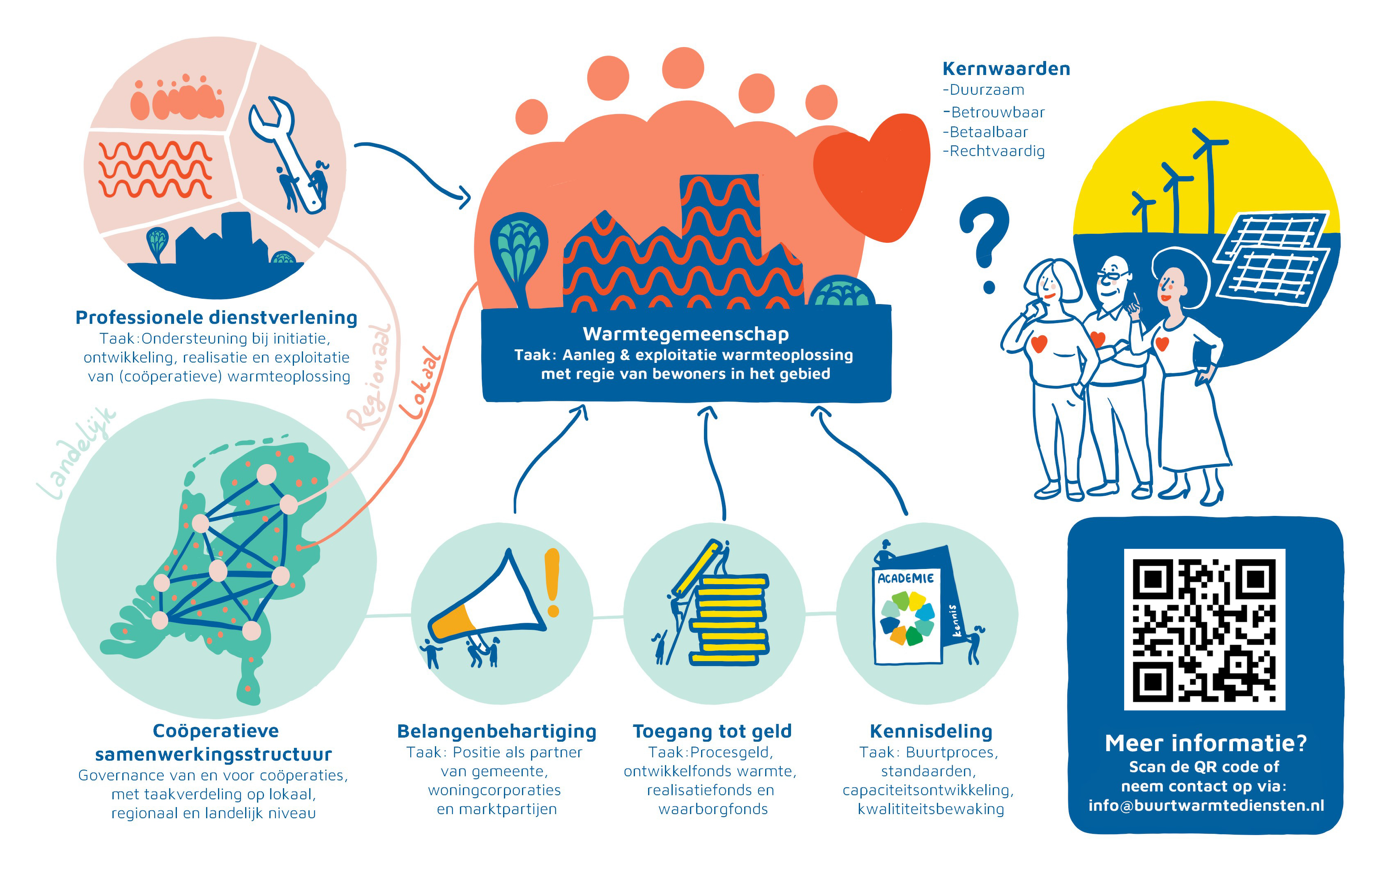 Kernwaarden
-Duurzaam
-Betrouwbaar
-Betaalbaar
-Rechtvaardig
Professionele dienstverlening
Taak:Ondersteuning bij initiatie,
ontwikkeling, realisatie en exploitatie
van (coöperatieve) warmteoplossing
Warmtegemeenschap
Taak: Aanleg & exploitatie warmteoplossing
met regie van bewoners in het gebied
Regionaal
Lokaal
Landelijk
ACADEMIE
kennis
Coöperatieve
samenwerkingsstructuur
Governance van en voor coöperaties,
met taakverdeling op lokaal,
regionaal en landelijk niveau
Belangenbehartiging
Taak: Positie als partner
van gemeente,
woningcorporaties
en marktpartijen
Toegang tot geld
Taak:Procesgeld,
ontwikkelfonds warmte,
realisatiefonds en
waarborgfonds
Kennisdeling
Taak: Buurtproces,
standaarden,
capaciteitsontwikkeling,
kwalititeitsbewaking
Meer informatie?
Scan de QR code of
neem contact op via:
info@buurtwarmtediensten.nl